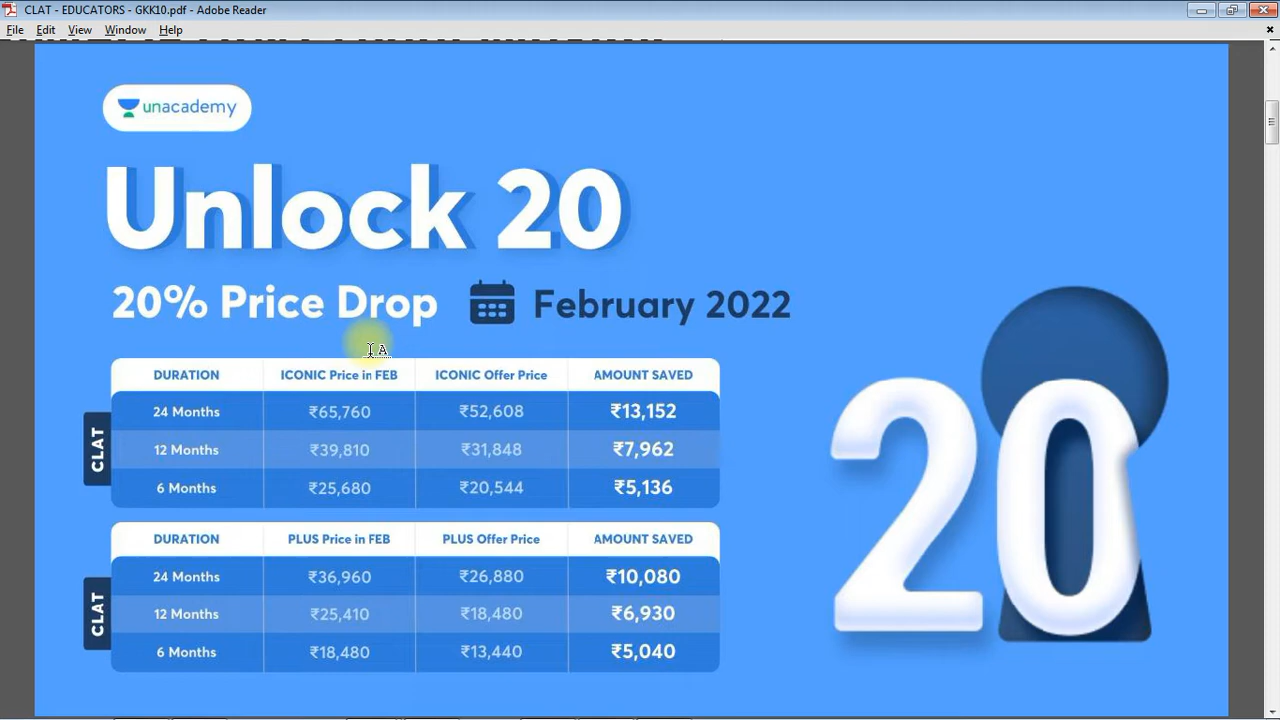 CLAT - EDUCATORS - GKK10.pdf - Adobe Reader
File Edit View Window Help
unacademy
Unlock 20
20% Price Drop February 2022
DURATION ICONIC Price in FEB ICONIC Offer Price AMOUNT SAVED
24 Months ₹65,760 ₹52,608 ₹13,152
12 Months ₹39,810 ₹31,848 ₹7,962
6 Months ₹25,680 ₹20,544 ₹5,136
CLAT
DURATION PLUS Price in FEB PLUS Offer Price AMOUNT SAVED
24 Months ₹36,960 ₹26,880 ₹10,080
12 Months ₹25,410 ₹18,480 ₹6,930
6 Months ₹18,480 ₹13,440 ₹5,040
CLAT
20